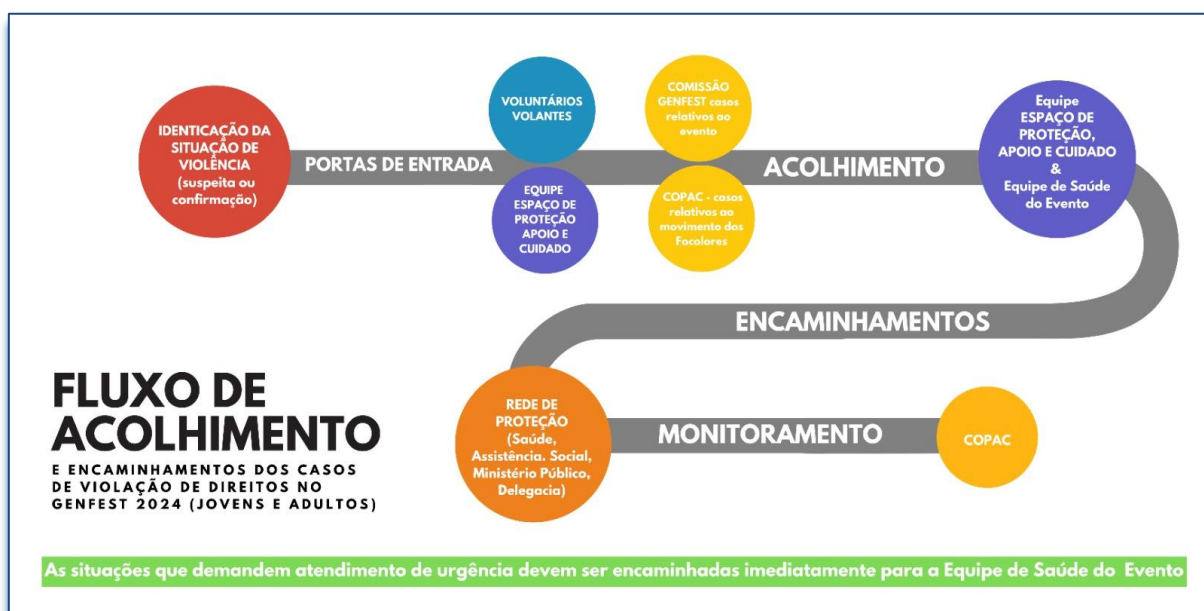 IDENTICAÇÃO DA
SITUAÇÃO DE
VIOLÊNCIA
(suspeita ou
confirmação)
PORTAS DE ENTRADA
VOLUNTÁRIOS
VOLANTES
EQUIPE
ESPAÇO DE
PROTEÇÃO
APOIO E
CUIDADO
COMISSÃO
GENFEST casos
relativos ao
evento
COPAC - casos
relativos ao
movimento dos
Focolores
ACOLHIMENTO
Equipe
ESPAÇO DE
PROTEÇÃO,
APOIO E CUIDADO
&
Equipe de Saúde
do Evento
ENCAMINHAMENTOS
REDE DE
PROTEÇÃO
(Saúde,
Assistência. Social,
Ministério Público,
Delegacia)
MONITORAMENTO
COPAC
FLUXO DE
ACOLHIMENTO
E ENCAMINHAMENTOS DOS CASOS
DE VIOLAÇÃO DE DIREITOS NO
GENFEST 2024 (JOVENS E ADULTOS)
As situações que demandem atendimento de urgência devem ser encaminhadas imediatamente para a Equipe de Saúde do Evento